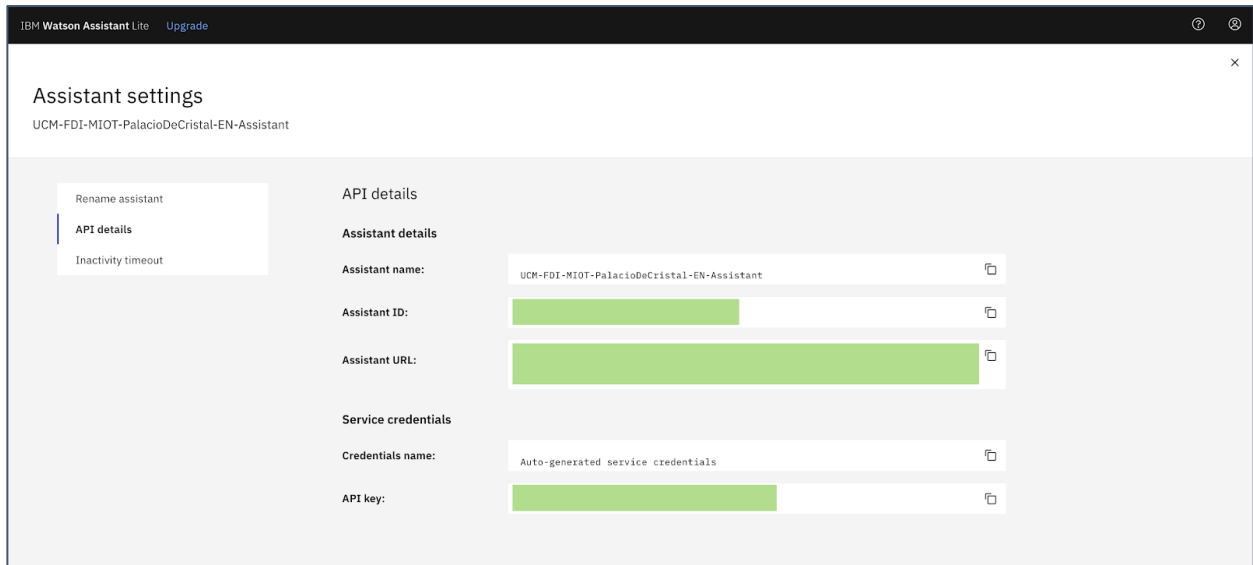 IBM Watson Assistant Lite Upgrade
Assistant settings
UCM-FDI-MIOT-PalacioDeCristal-EN-Assistant
Rename assistant
API details
Inactivity timeout
API details
Assistant details
Assistant name: UCM-FDI-MIOT-PalacioDeCristal-EN-Assistant
Assistant ID:
Assistant URL:
Service credentials
Credentials name: Auto-generated service credentials
API key: